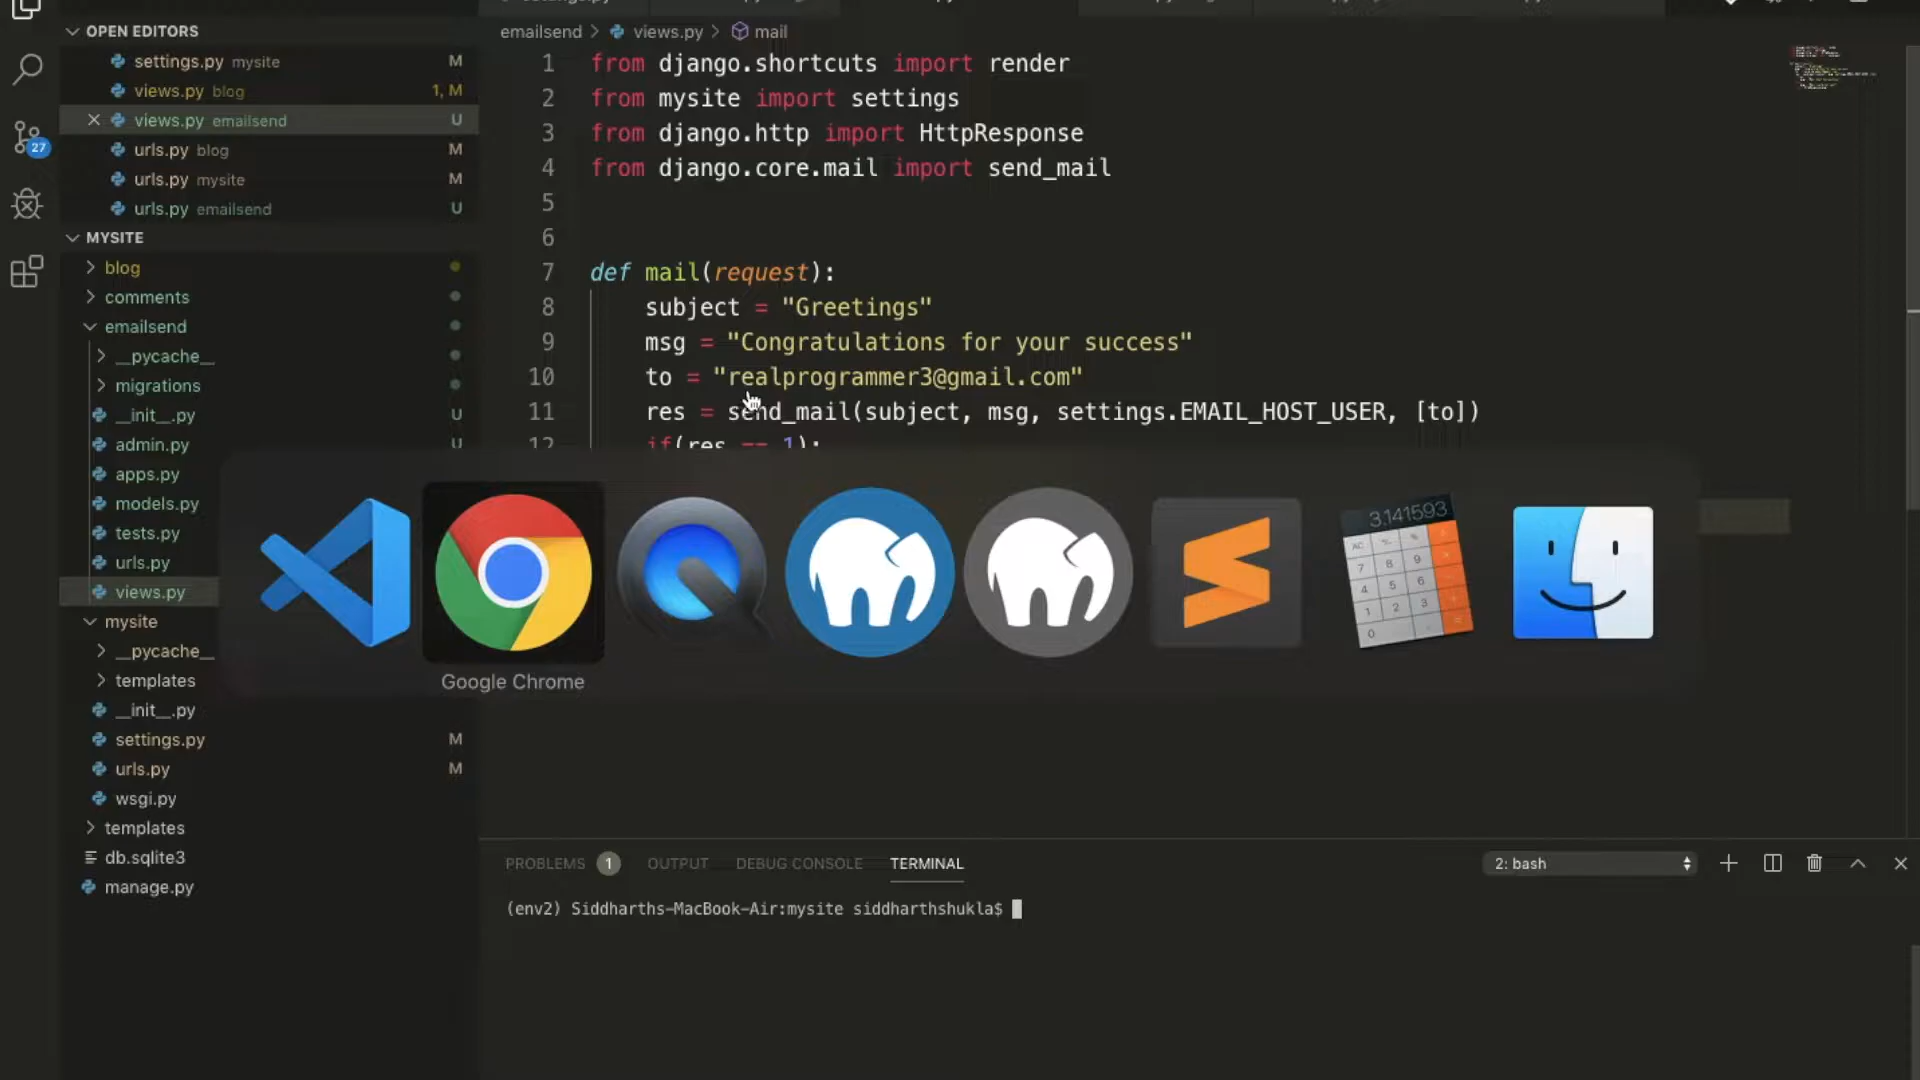 OPEN EDITORS
settings.py mysite M
views.py blog 1, M
views.py emailsend U
urls.py blog M
urls.py mysite M
urls.py emailsend U
MYSITE
blog
comments
emailsend
__pycache__
migrations
__init__.py U
admin.py U
apps.py
models.py
tests.py
urls.py
views.py
mysite
__pycache__
templates
__init__.py
settings.py M
urls.py M
wsgi.py
templates
db.sqlite3
manage.py
27
emailsend > views.py > mail
1 from django.shortcuts import render
2 from mysite import settings
3 from django.http import HttpResponse
4 from django.core.mail import send_mail
5
6
7 def mail(request):
8 subject = "Greetings"
9 msg = "Congratulations for your success"
10 to = "realprogrammer3@gmail.com"
11 res = send_mail(subject, msg, settings.EMAIL_HOST_USER, [to])
12 if(res == 1):
3.141593
Google Chrome
PROBLEMS 1 OUTPUT DEBUG CONSOLE TERMINAL 2: bash
(env2) Siddharths-MacBook-Air:mysite siddharthshukla$